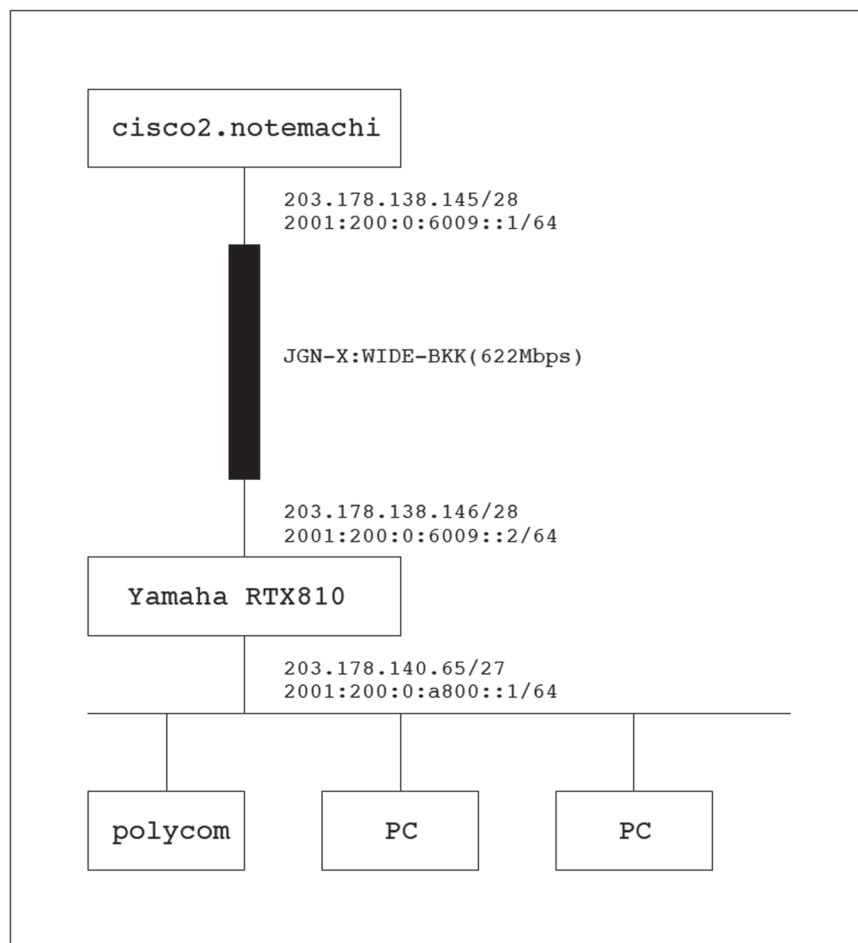 cisco2.notemachi
203.178.138.145/28
2001:200:0:6009::1/64
JGN-X:WIDE-BKK(622Mbps)
203.178.138.146/28
2001:200:0:6009::2/64
Yamaha RTX810
203.178.140.65/27
2001:200:0:a800::1/64
polycom
PC
PC